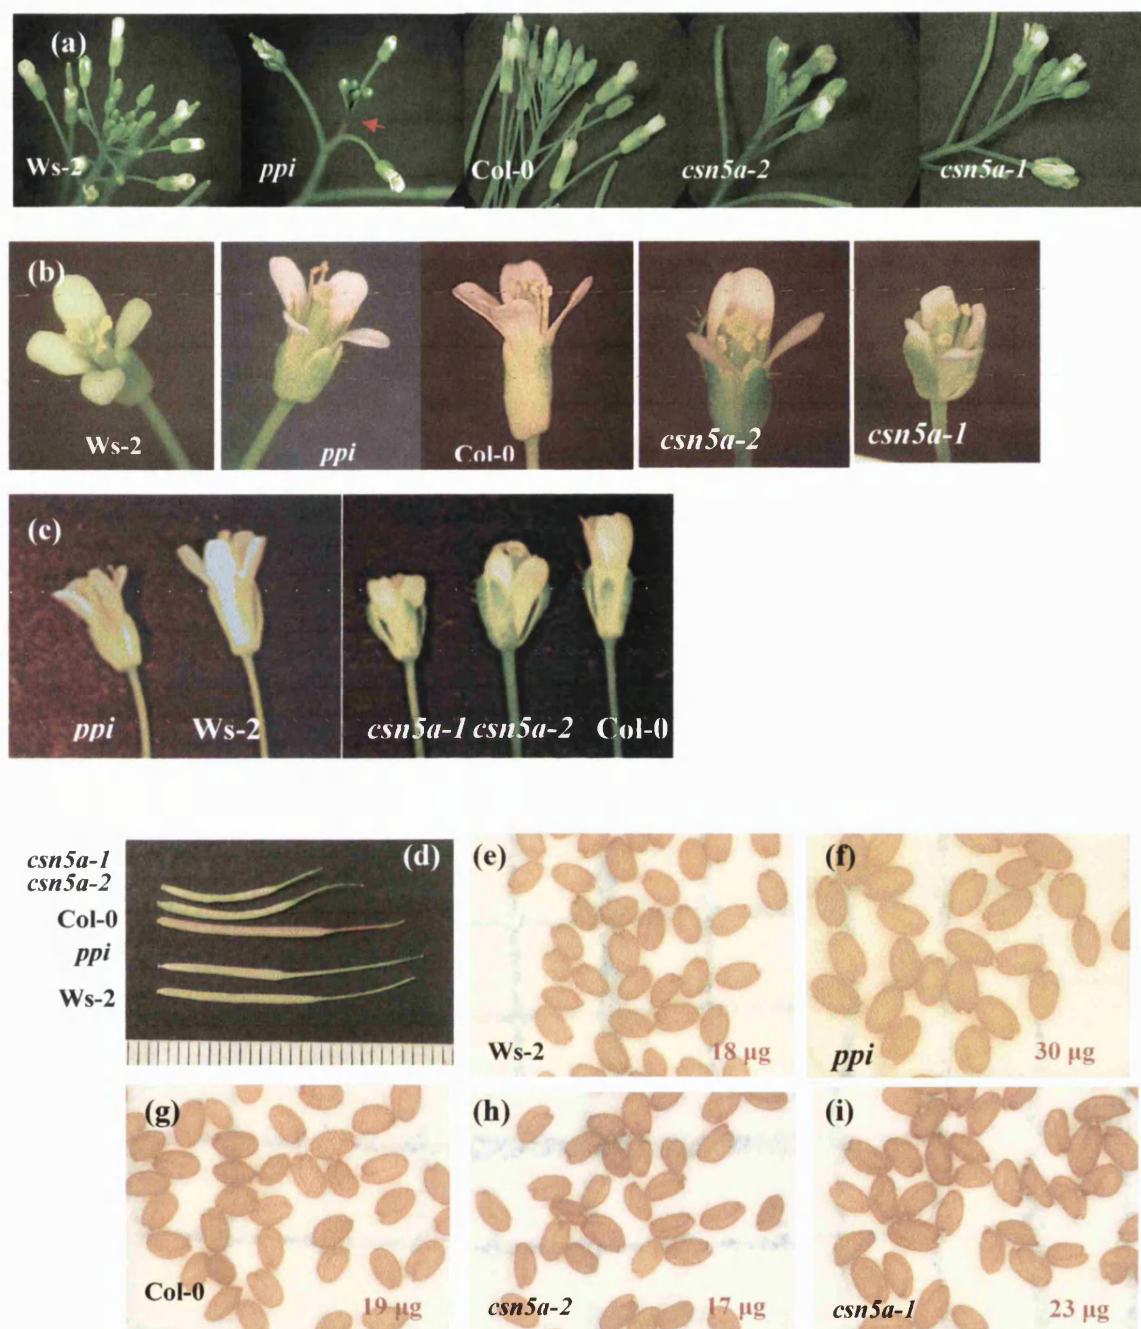 (a)
Ws-2
ppi
Col-0
csn5a-2
csn5a-1
(b)
Ws-2
ppi
Col-0
csn5a-2
csn5a-1
(c)
ppi
Ws-2
csn5a-1 csn5a-2 Col-0
csn5a-1
csn5a-2
Col-0
ppi
Ws-2
(d)
(e)
Ws-2
18 µg
(f)
ppi
30 µg
(g)
Col-0
19 µg
(h)
csn5a-2
17 µg
(i)
csn5a-1
23 µg